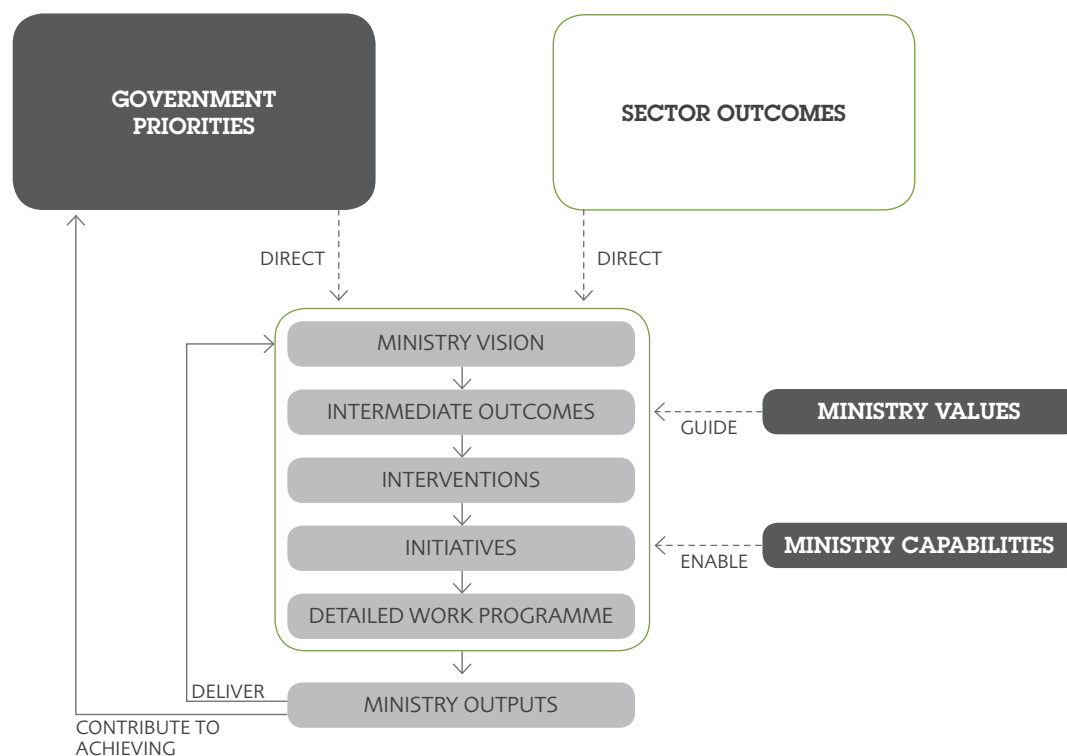 GOVERNMENT
PRIORITIES
SECTOR OUTCOMES
DIRECT
DIRECT
MINISTRY VISION
INTERMEDIATE OUTCOMES
MINISTRY VALUES
GUIDE
INTERVENTIONS
INITIATIVES
MINISTRY CAPABILITIES
ENABLE
DETAILED WORK PROGRAMME
DELIVER
MINISTRY OUTPUTS
CONTRIBUTE TO
ACHIEVING